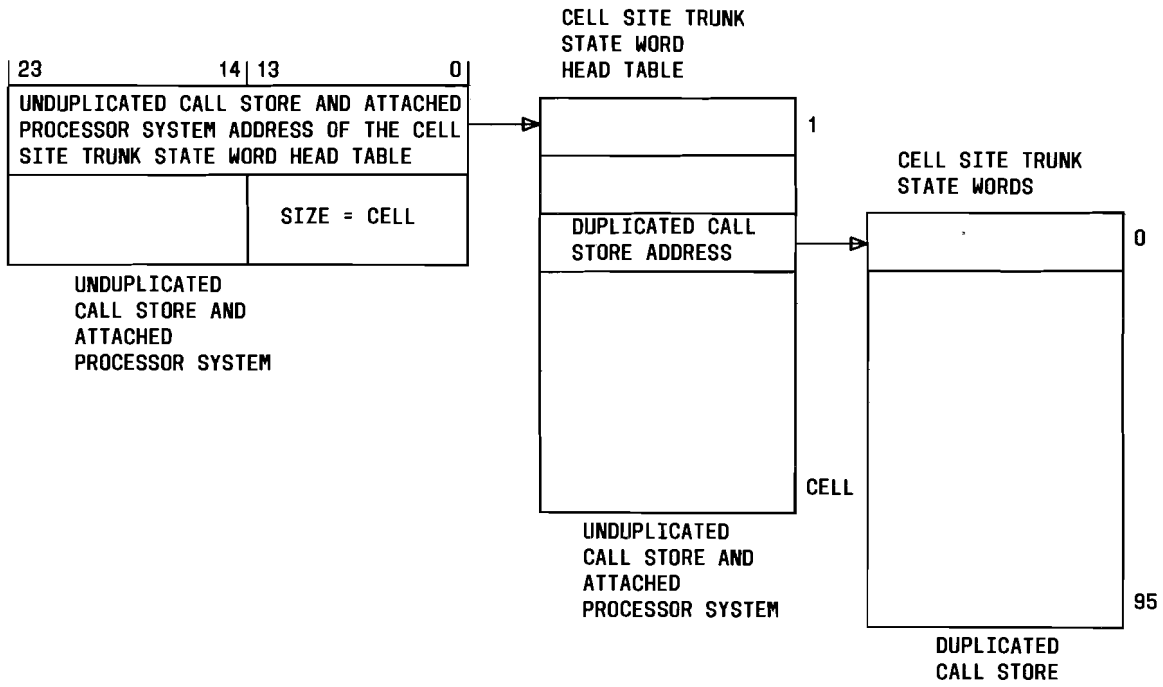 23 14 13 0
UNDUPLICATED CALL STORE AND ATTACHED
PROCESSOR SYSTEM ADDRESS OF THE CELL
SITE TRUNK STATE WORD HEAD TABLE
SIZE = CELL
UNDUPLICATED
CALL STORE AND
ATTACHED
PROCESSOR SYSTEM
CELL SITE TRUNK
STATE WORD
HEAD TABLE
1
DUPLICATED CALL
STORE ADDRESS
CELL
UNDUPLICATED
CALL STORE AND
ATTACHED
PROCESSOR SYSTEM
CELL SITE TRUNK
STATE WORDS
0
95
DUPLICATED
CALL STORE